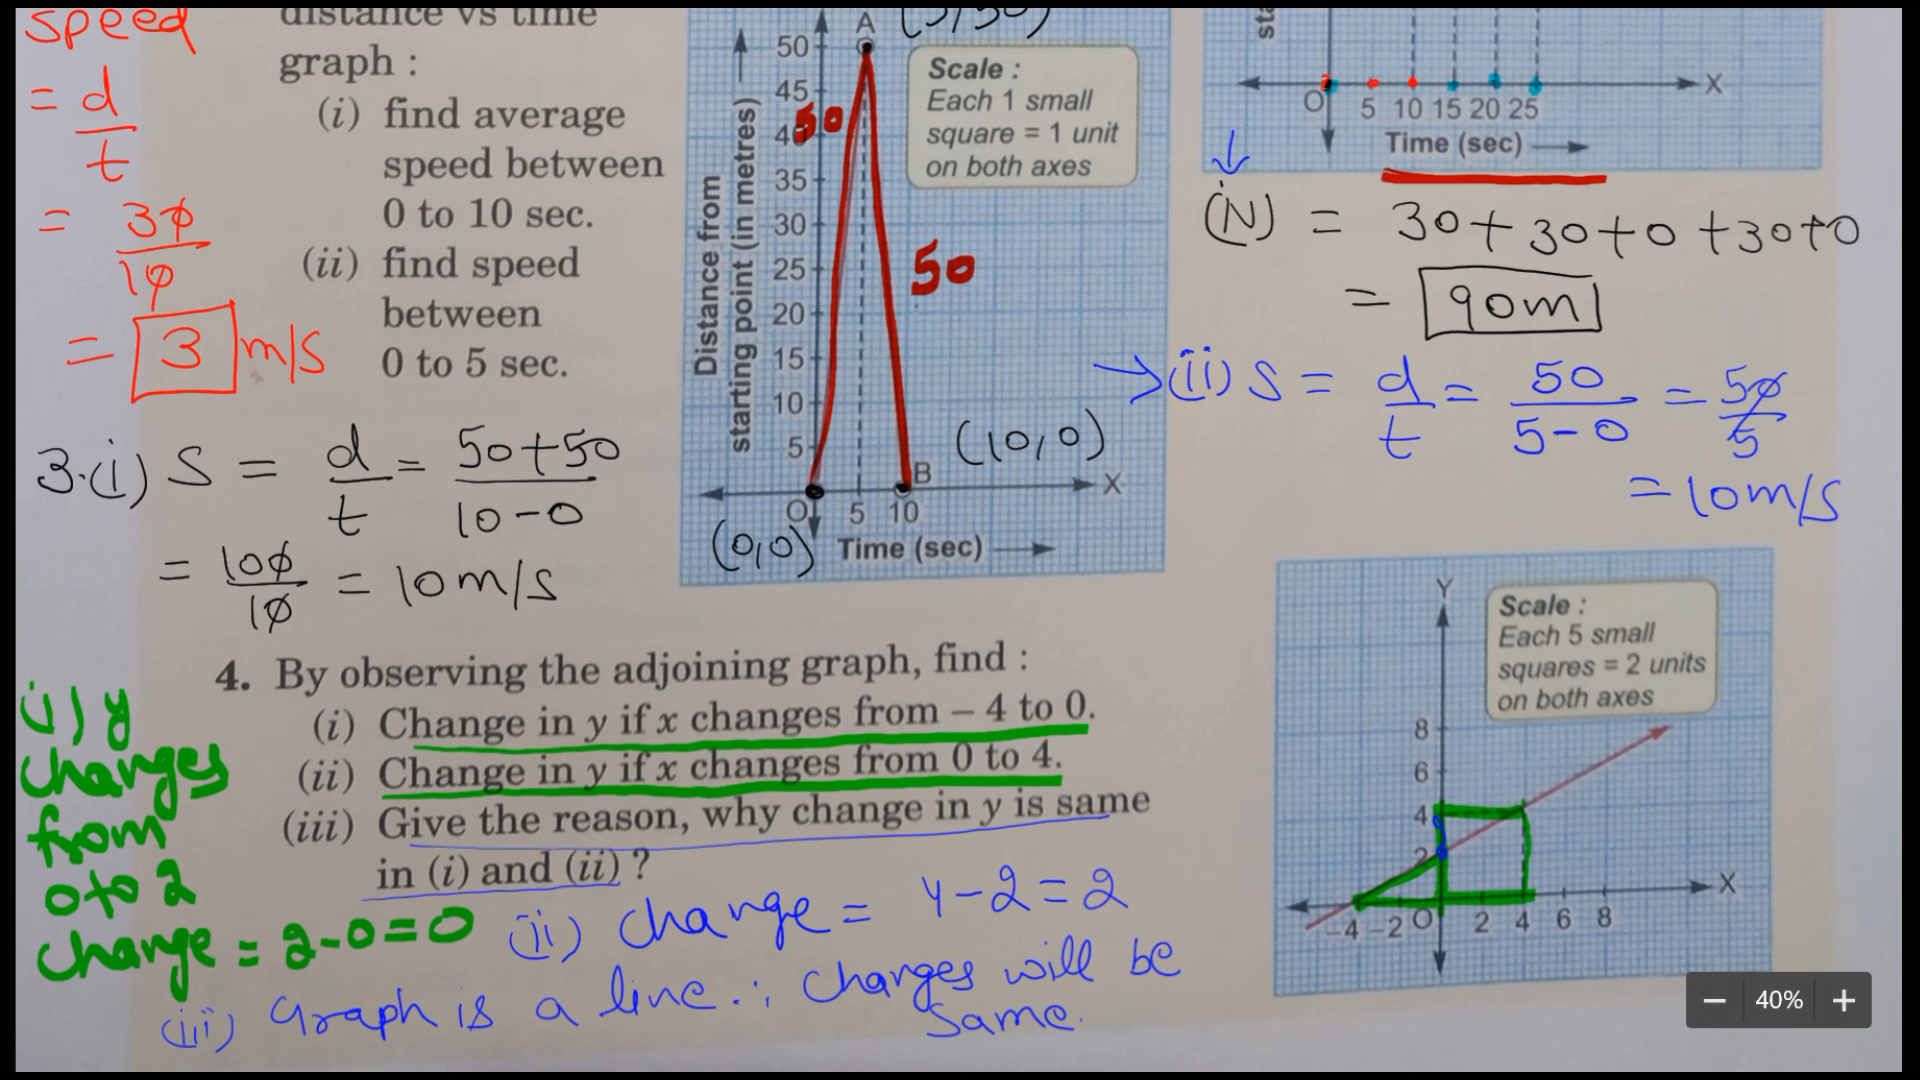 speed
= d
t
= 30
10
= 3 m/s
distance vs time
graph :
(i) find average
speed between
0 to 10 sec.
(ii) find speed
between
0 to 5 sec.
3.(i) S = d/t = 50+50
10-0
= 100
10
= 10 m/s
Distance from
starting point (in metres)
50
45
40
35
30
25
20
15
10
5
O 5 10
A
B
X
50
50
(10,0)
(0,0)
Time (sec)
Scale :
Each 1 small
square = 1 unit
on both axes
O 5 10 15 20 25
X
Time (sec)
(iv) = 30+30+0+30+0
= 90m
(ii) S = d/t = 50/5-0 = 50/5
= 10m/s
4. By observing the adjoining graph, find :
(i) Change in y if x changes from – 4 to 0.
(ii) Change in y if x changes from 0 to 4.
(iii) Give the reason, why change in y is same
in (i) and (ii) ?
(i) y
changes
from
0 to 2
change = 2-0=0
(ii) change = 4-2=2
(iii) Graph is a line ∴ changes will be
same.
Y
Scale :
Each 5 small
squares = 2 units
on both axes
8
6
4
2
X
-4 -2 O 2 4 6 8
40%